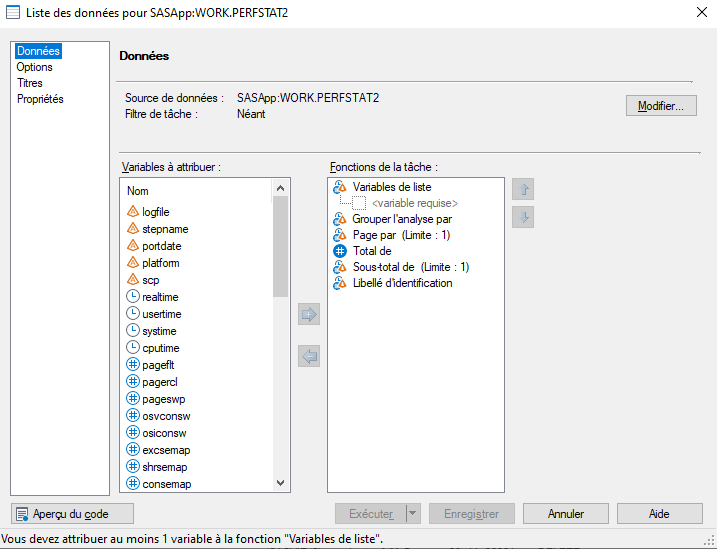 Liste des données pour SASApp:WORK.PERFSTAT2
Données
Options
Titres
Propriétés
Données
Source de données : SASApp:WORK.PERFSTAT2
Filtre de tâche : Néant
Modifier...
Variables à attribuer :
Nom
logfile
stepname
portdate
platform
scp
realtime
usertime
systime
cputime
pageflt
pagercl
pageswp
osvconsw
osiconsw
excsemap
shrsemap
consemap
Fonctions de la tâche :
Variables de liste
<variable requise>
Grouper l'analyse par
Page par (Limite : 1)
Total de
Sous-total de (Limite : 1)
Libellé d'identification
Aperçu du code
Exécuter
Enregistrer
Annuler
Aide
Vous devez attribuer au moins 1 variable à la fonction "Variables de liste".